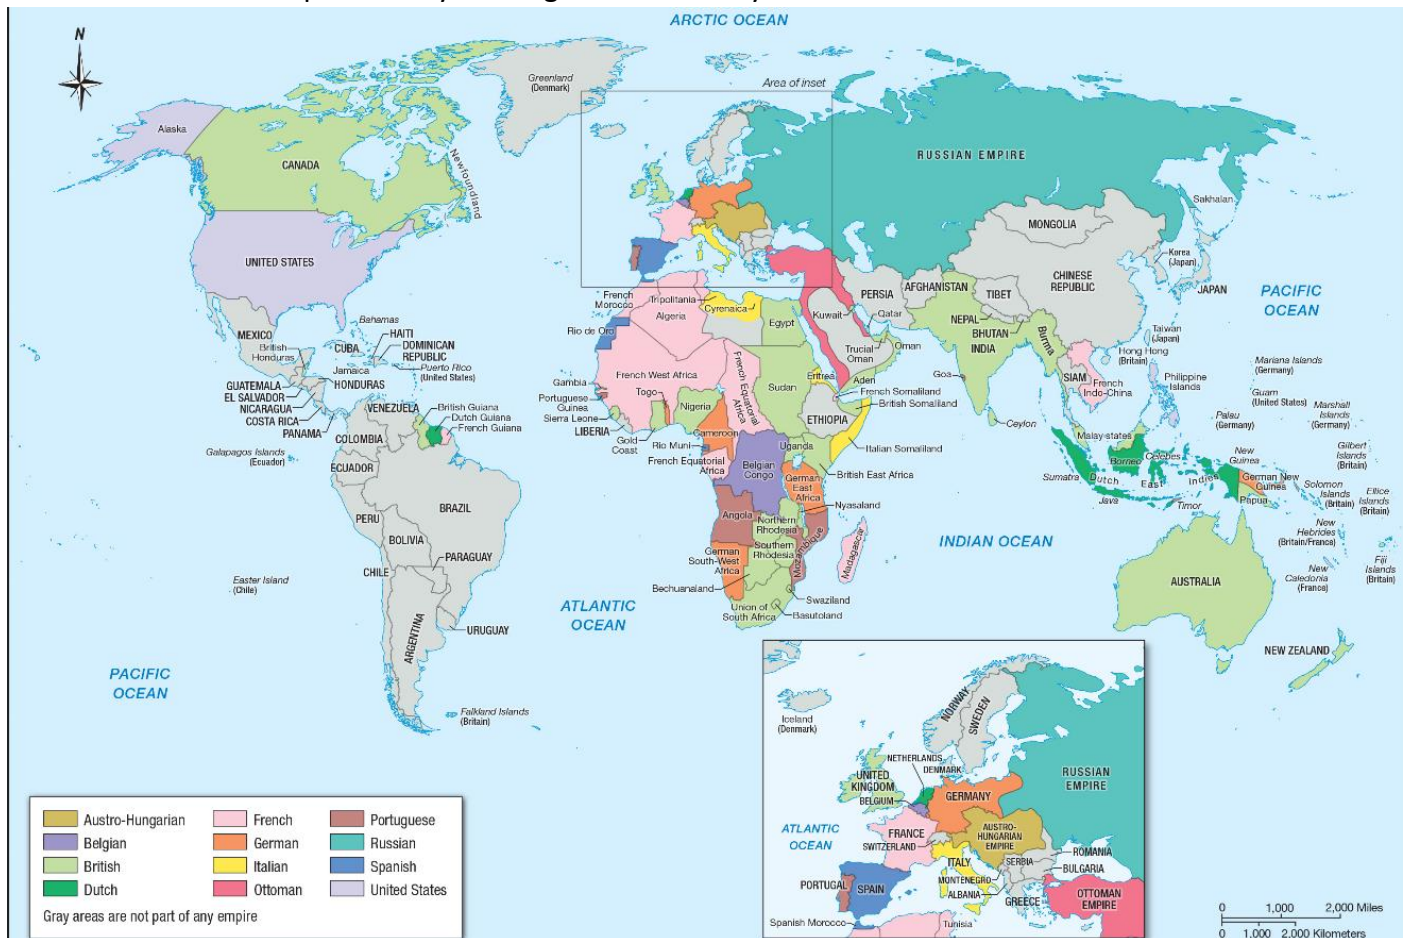 ARCTIC OCEAN
N
Greenland
(Denmark)
Area of inset
Alaska
CANADA
Newfoundland
RUSSIAN EMPIRE
Sakhalan
MONGOLIA
UNITED STATES
CHINESE
REPUBLIC
Korea
(Japan)
JAPAN
PACIFIC
OCEAN
PERSIA
AFGHANISTAN
TIBET
French
Morocco
Tripolitania
Algeria
Cyrenaica
Egypt
Kuwait
Qatar
NEPAL
BHUTAN
INDIA
Burma
Taiwan
(Japan)
Hong Hong
(Britain)
Rio de Oro
Trucial
Oman
Oman
MEXICO
British
Honduras
Bahamas
CUBA
HAITI
DOMINICAN
REPUBLIC
Jamaica
Puerto Rico
(United States)
HONDURAS
GUATEMALA
EL SALVADOR
NICARAGUA
COSTA RICA
PANAMA
VENEZUELA
British Guiana
Dutch Guiana
French Guiana
COLOMBIA
Galapagos Islands
(Ecuador)
ECUADOR
PERU
BRAZIL
BOLIVIA
PARAGUAY
CHILE
Easter Island
(Chile)
ARGENTINA
URUGUAY
Falkland Islands
(Britain)
PACIFIC
OCEAN
ATLANTIC
OCEAN
French West Africa
Gambia
Portuguese
Guinea
Sierra Leone
LIBERIA
Togo
Gold
Coast
Nigeria
French Equatorial
Africa
Sudan
Eritrea
Aden
French Somaliland
British Somaliland
ETHIOPIA
Italian Somaliland
Cameroon
Rio Muni
French Equatorial
Africa
Uganda
British East Africa
Belgian
Congo
German
East
Africa
Nyasaland
Angola
Northern
Rhodesia
Southern
Rhodesia
Mozambique
Madagascar
German
South-West
Africa
Bechuanaland
Swaziland
Basutoland
Union of
South Africa
INDIAN OCEAN
Goa
Ceylon
SIAM
French
Indo-China
Philippine
Islands
Mariana Islands
(Germany)
Guam
(United States)
Palau
(Germany)
Marshall
Islands
(Germany)
Gilbert
Islands
(Britain)
Malay states
Borneo
Celebes
Sumatra
Dutch East Indies
Java
Timor
New
Guinea
German New
Guinea
Papua
Solomon
Islands
(Britain)
Ellice
Islands
(Britain)
New
Hebrides
(Britain/France)
New
Caledonia
(France)
Fiji
Islands
(Britain)
AUSTRALIA
NEW ZEALAND
Iceland
(Denmark)
NORWAY
SWEDEN
NETHERLANDS
DENMARK
UNITED
KINGDOM
BELGIUM
GERMANY
RUSSIAN
EMPIRE
ATLANTIC
OCEAN
FRANCE
SWITZERLAND
AUSTRO-
HUNGARIAN
EMPIRE
ITALY
SERBIA
ROMANIA
BULGARIA
MONTENEGRO
ALBANIA
GREECE
OTTOMAN
EMPIRE
PORTUGAL
SPAIN
Spanish Morocco
Tunisia
Austro-Hungarian
Belgian
British
Dutch
French
German
Italian
Ottoman
Portuguese
Russian
Spanish
United States
Gray areas are not part of any empire
0 1,000 2,000 Miles
0 1,000 2,000 Kilometers